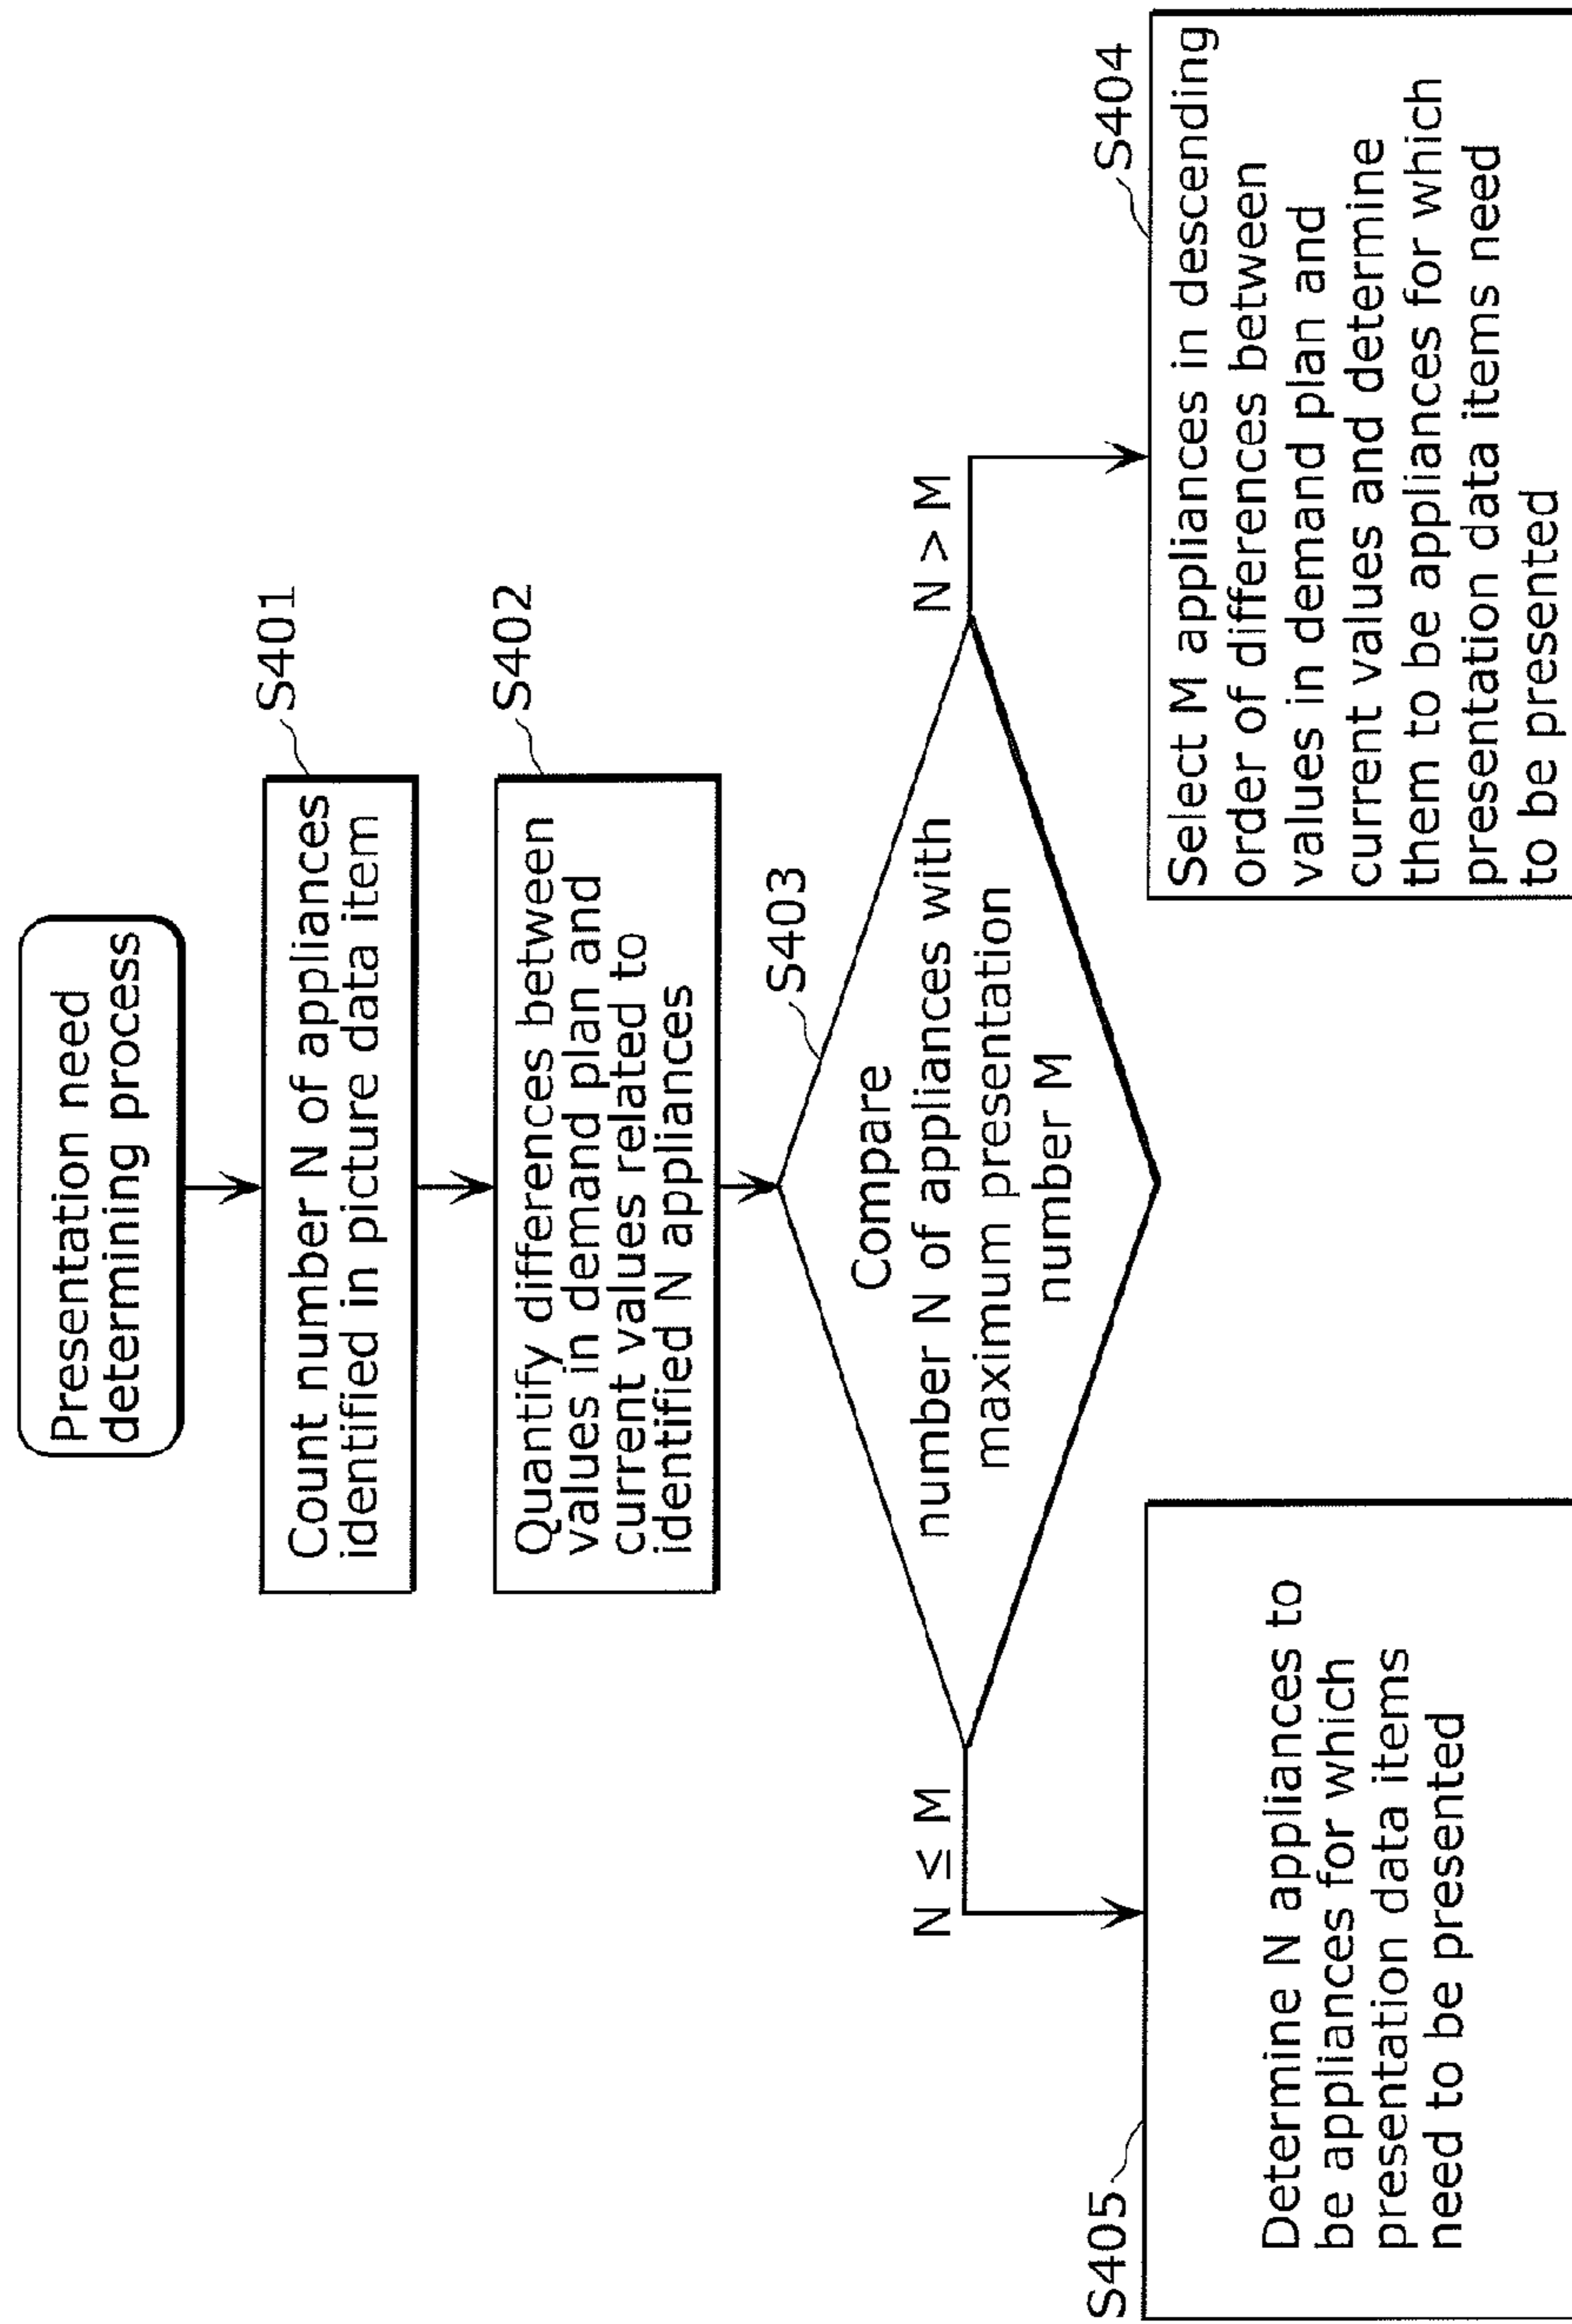 Presentation need
determining process
S401
Count number N of appliances
identified in picture data item
S402
Quantify differences between
values in demand plan and
current values related to
identified N appliances
S403
Compare
number N of appliances with
maximum presentation
number M
N ≤ M
N > M
S405
Determine N appliances to
be appliances for which
presentation data items
need to be presented
S404
Select M appliances in descending
order of differences between
values in demand plan and
current values and determine
them to be appliances for which
presentation data items need
to be presented